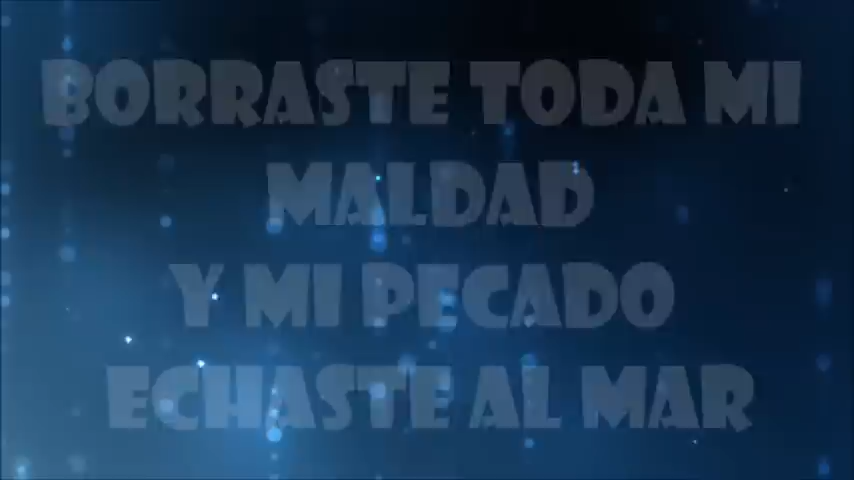 BORRASTE TODA MI
MALDAD
Y MI PECADO
ECHASTE AL MAR